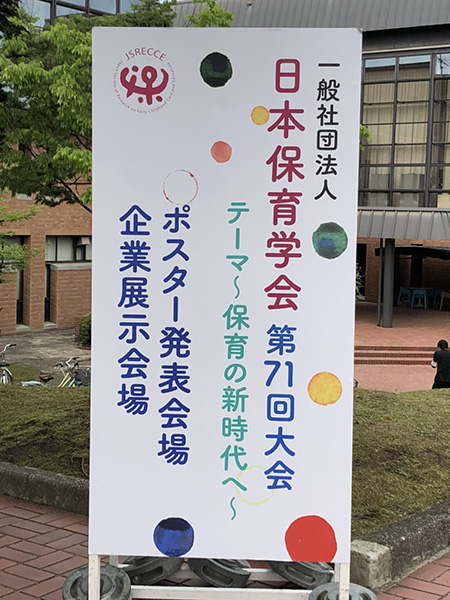 一般社団法人
日本保育学会 第71回大会
テーマ～保育の新時代へ～
ポスター発表会場
企業展示会場
JSRECCE